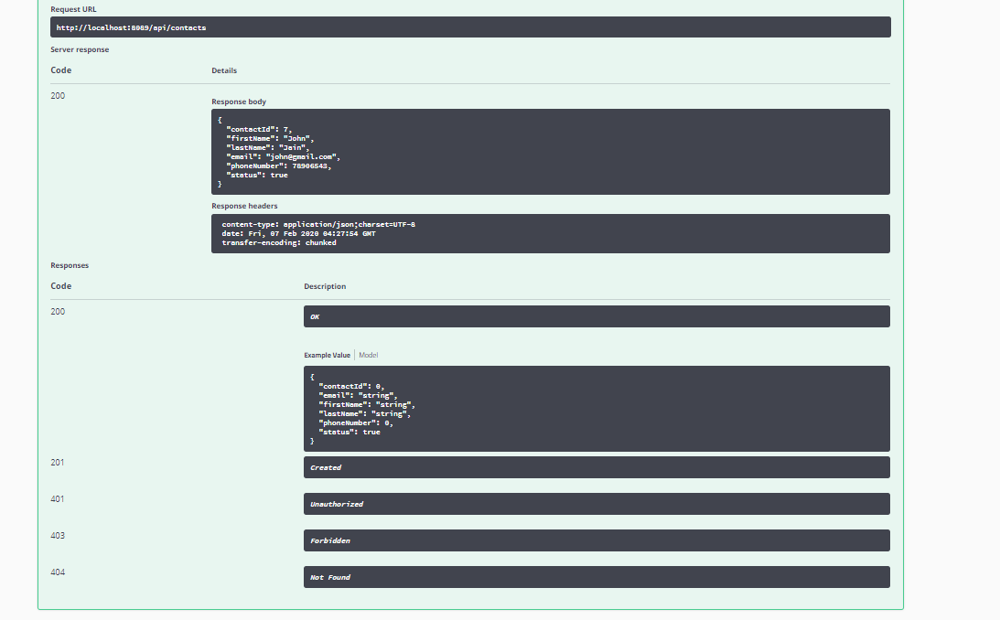 Request URL
http://localhost:8089/api/contacts
Server response
Code Details
200
Response body
{
"contactId": 7,
"firstName": "John",
"lastName": "Jain",
"email": "john@gmail.com",
"phoneNumber": 78906543,
"status": true
}
Response headers
content-type: application/json;charset=UTF-8
date: Fri, 07 Feb 2020 04:27:54 GMT
transfer-encoding: chunked
Responses
Code Description
200 OK
Example Value Model
{
"contactId": 0,
"email": "string",
"firstName": "string",
"lastName": "string",
"phoneNumber": 0,
"status": true
}
201 Created
401 Unauthorized
403 Forbidden
404 Not Found